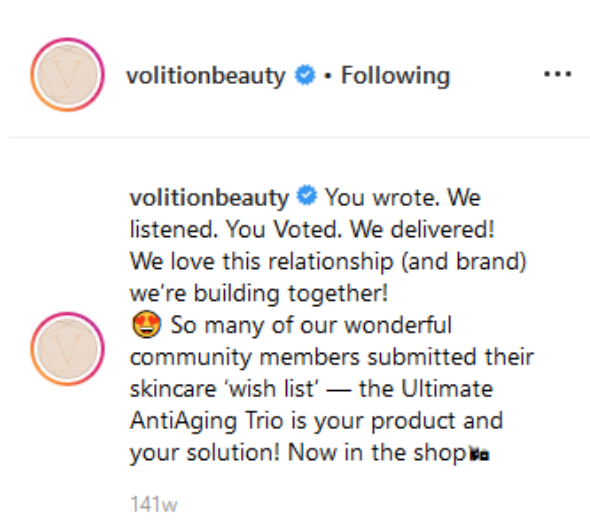 volitionbeauty • Following
volitionbeauty You wrote. We
listened. You Voted. We delivered!
We love this relationship (and brand)
we're building together!
😍 So many of our wonderful
community members submitted their
skincare ‘wish list’ — the Ultimate
AntiAging Trio is your product and
your solution! Now in the shop
141w